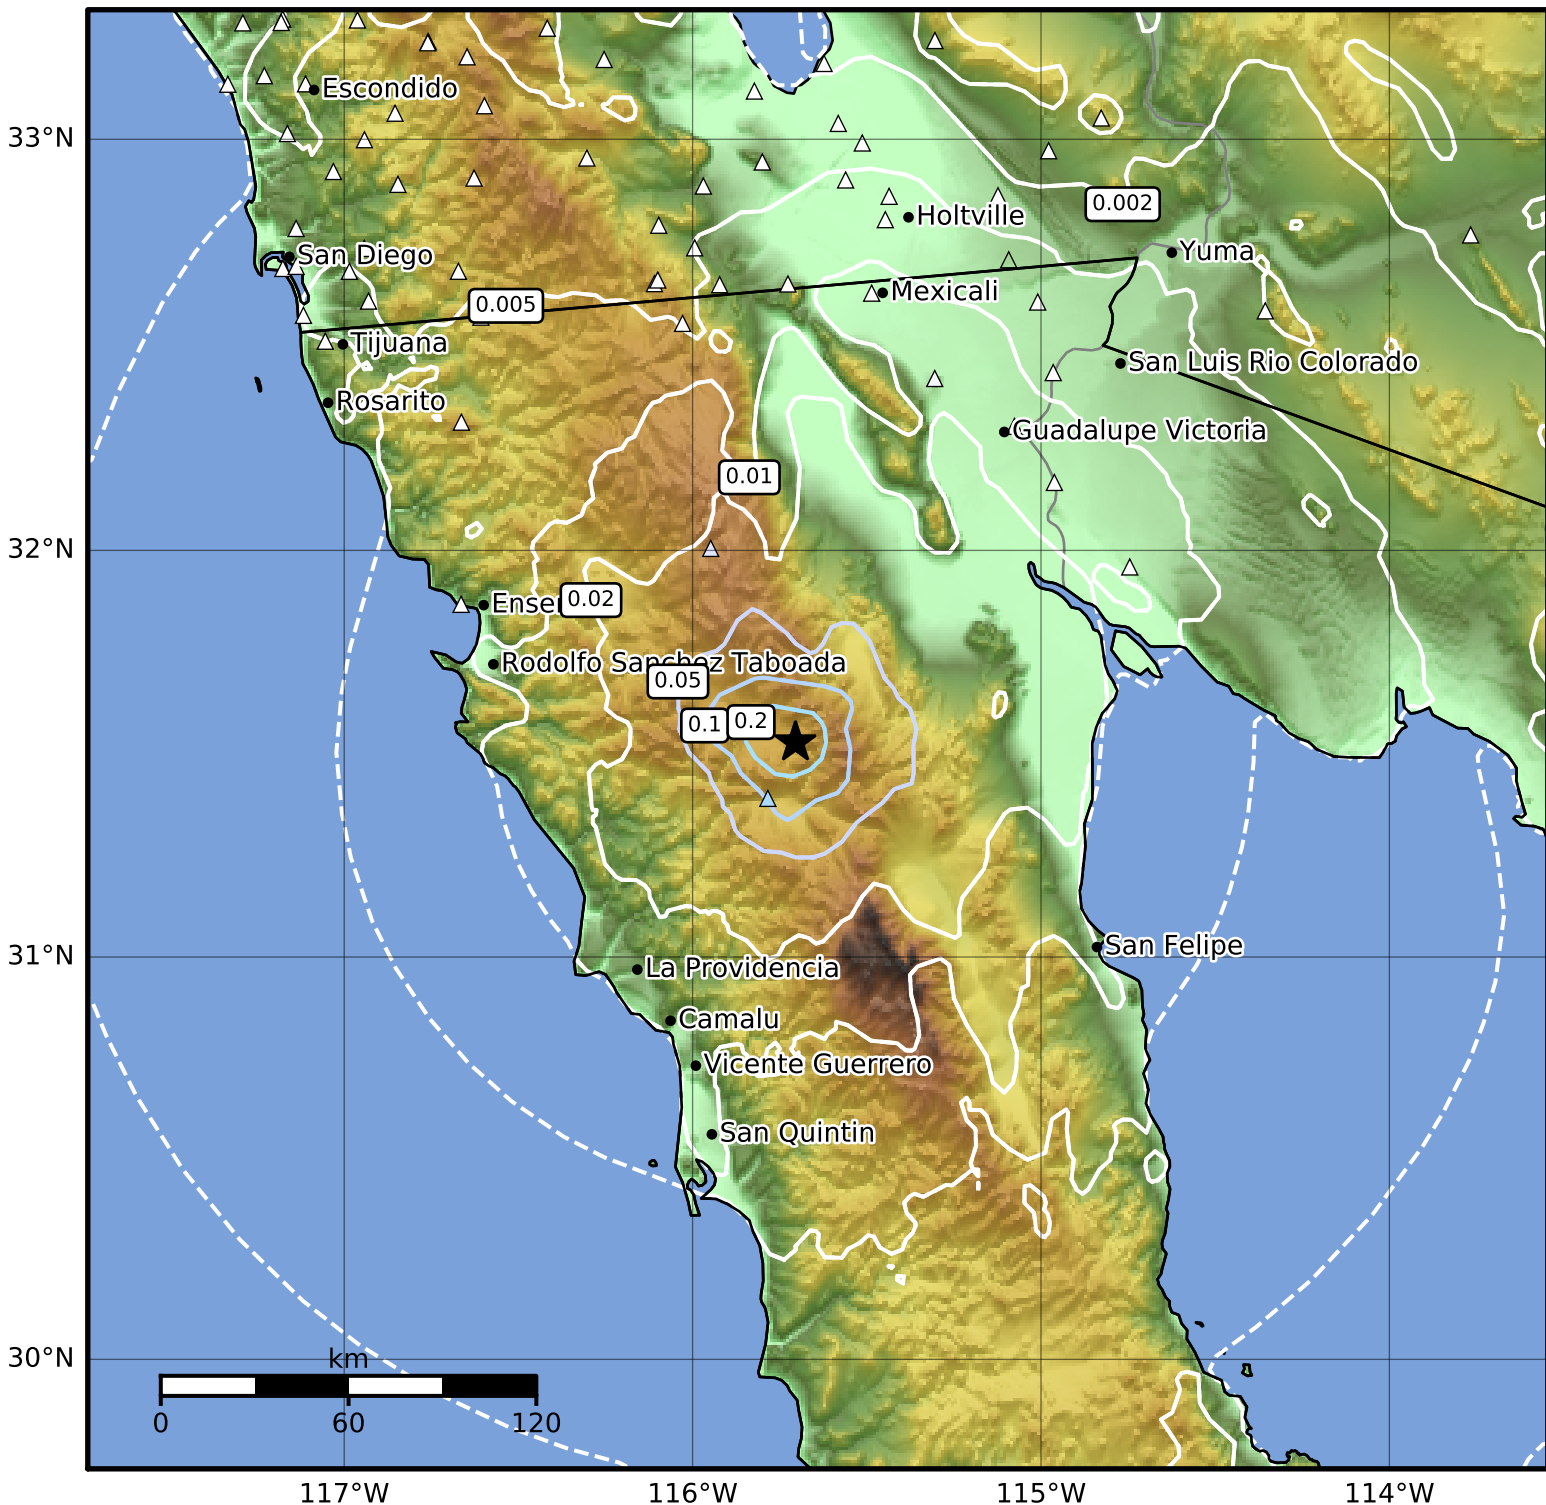 Escondido
33°N
0.002
Holtville
San Diego
Yuma
Mexicali
0.005
Tijuana
San Luis Rio Colorado
Rosarito
Guadalupe Victoria
0.01
32°N
0.02
Rodolfo Sanchez Taboada
0.05
0.1
0.2
San Felipe
31°N
La Providencia
Camalu
Vicente Guerrero
San Quintin
30°N
km
0
60
120
117°W
116°W
115°W
114°W